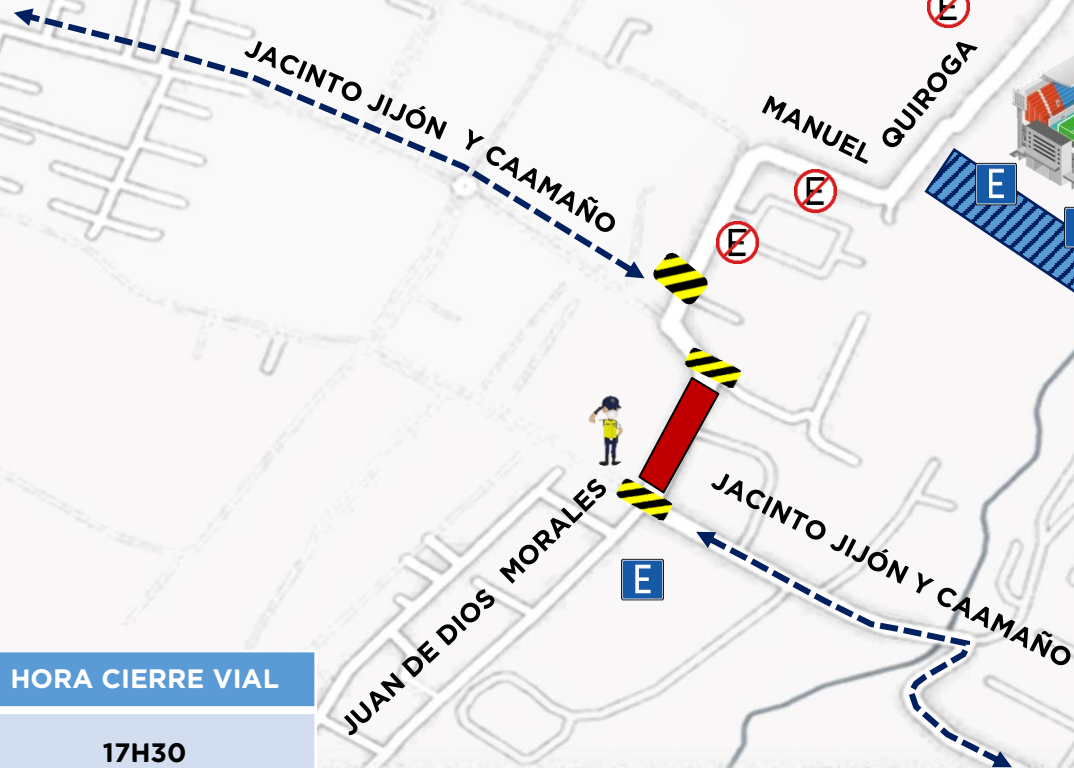 E
JACINTO JIJÓN Y CAAMAÑO
MANUEL QUIROGA
E
E
E
JACINTO JIJÓN Y CAAMAÑO
JUAN DE DIOS MORALES
E
HORA CIERRE VIAL
17H30